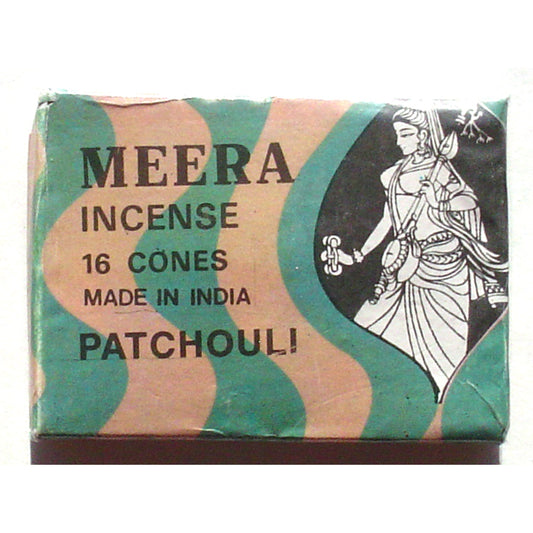 MEERA
INCENSE
16 CONES
MADE IN INDIA
PATCHOULI